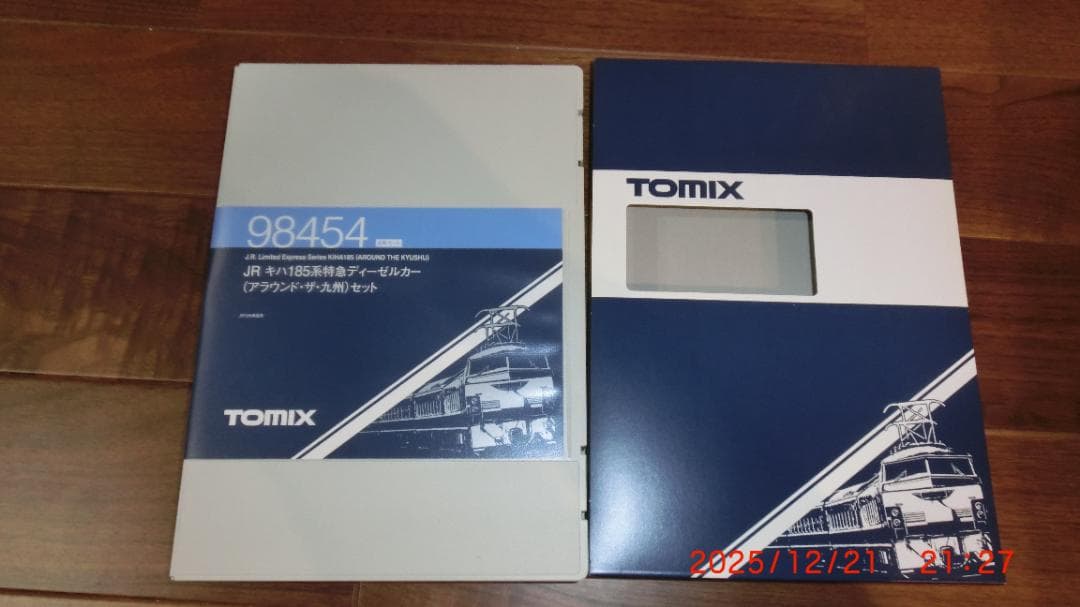 98454
J.R. Limited Express Series KIHA185 (AROUND THE KYUSHU)
JR キハ185系特急ディーゼルカー
(アラウンド・ザ・九州)セット
TOMIX
TOMIX
2025/12/21 21:27